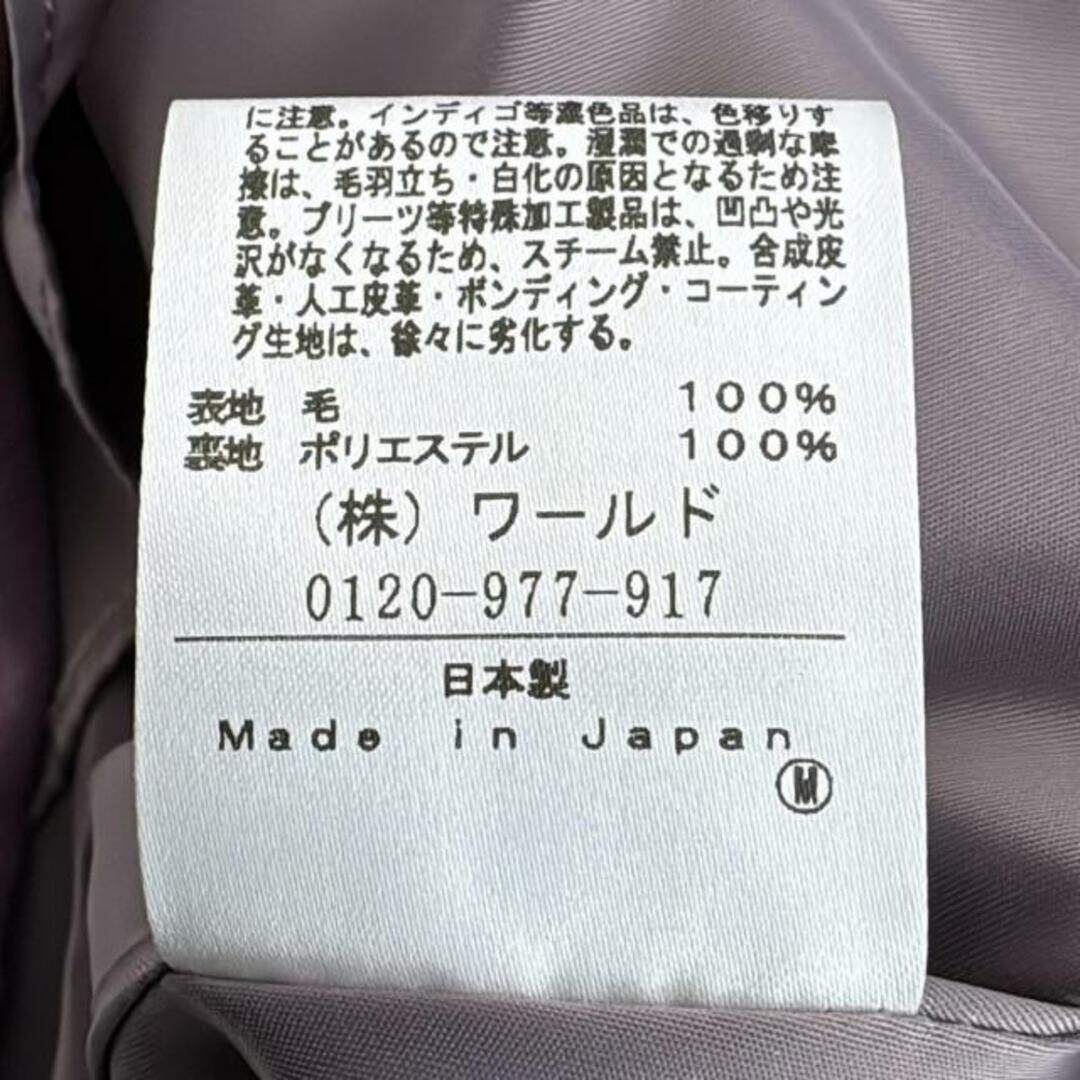 に注意。インディゴ等濃色品は、色移りす
ることがあるので注意。湿潤での過剰な摩
擦は、毛羽立ち・白化の原因となるため注
意。プリーツ等特殊加工製品は、凹凸や光
沢がなくなるため、スチーム禁止。合成皮
革・人工皮革・ボンディング・コーティン
グ生地は、徐々に劣化する。
表地 毛 100%
裏地 ポリエステル 100%
(株) ワールド
0120-977-917
日本製
Made in Japan
Ⓜ